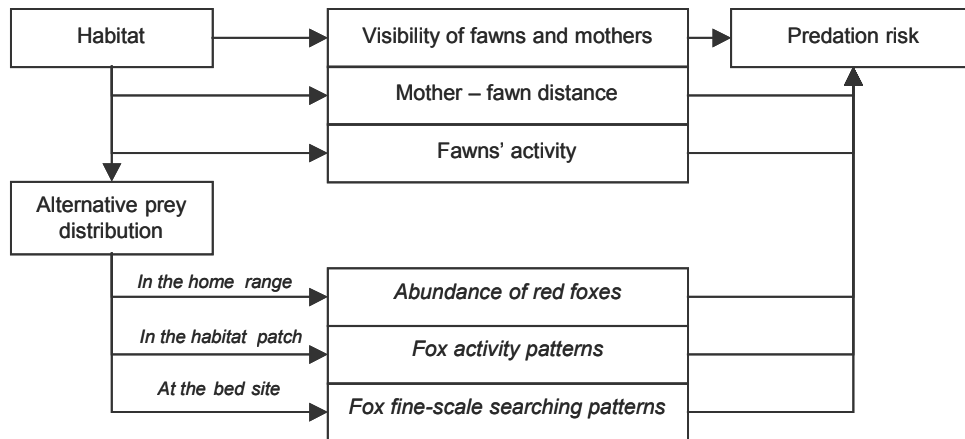 Habitat
Visibility of fawns and mothers
Predation risk
Mother – fawn distance
Fawns’ activity
Alternative prey
distribution
In the home range
Abundance of red foxes
In the habitat patch
Fox activity patterns
At the bed site
Fox fine-scale searching patterns